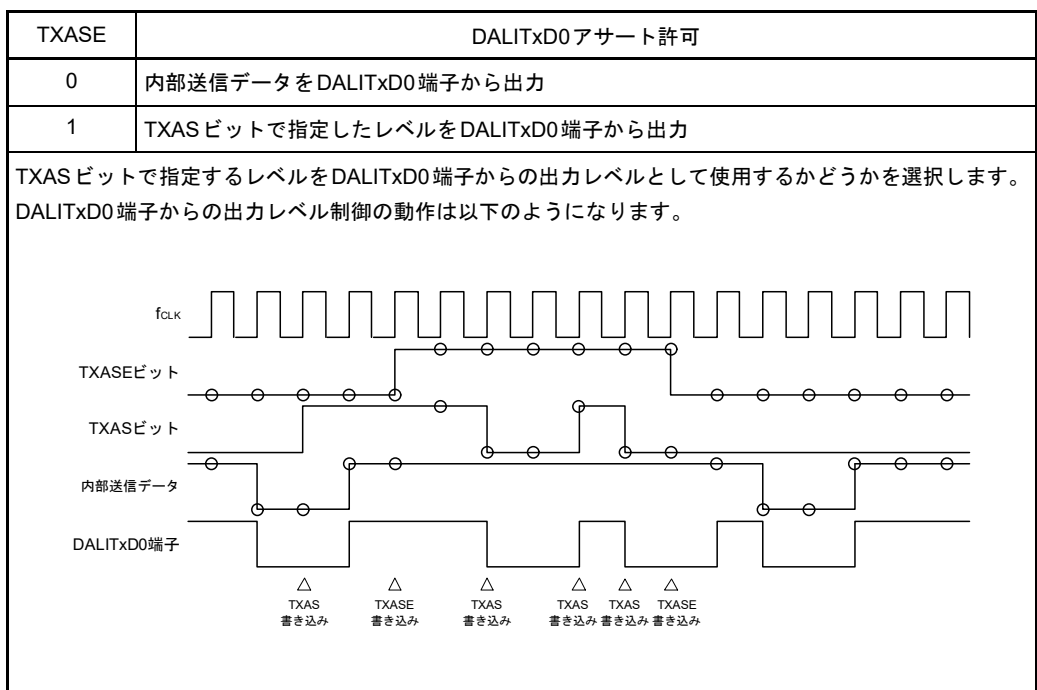 TXASE DALITxD0アサート許可
0 内部送信データをDALITxD0端子から出力
1 TXASビットで指定したレベルをDALITxD0端子から出力
TXASビットで指定するレベルをDALITxD0端子からの出力レベルとして使用するかどうかを選択します。
DALITxD0端子からの出力レベル制御の動作は以下のようになります。
fCLK
TXASEビット
TXASビット
内部送信データ
DALITxD0端子
TXAS TXASE TXAS TXAS TXAS TXASE
書き込み 書き込み 書き込み 書き込み 書き込み 書き込み